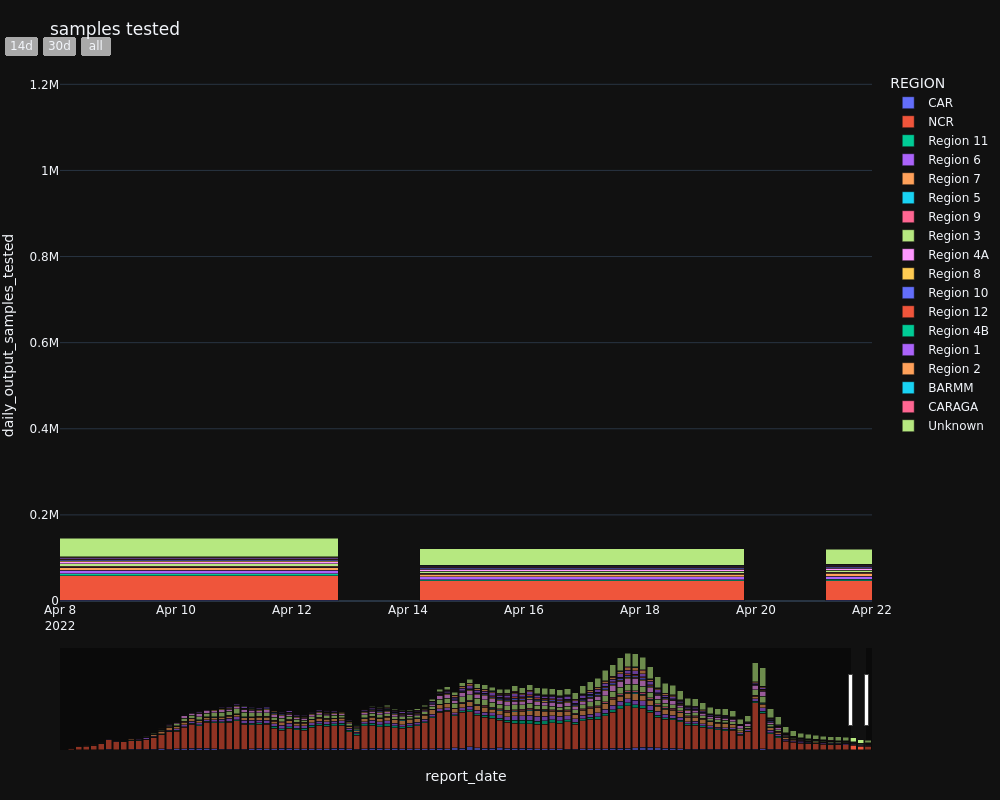 samples tested
14d 30d all
1.2M
1M
0.8M
0.6M
0.4M
0.2M
0
daily_output_samples_tested
Apr 8 Apr 10 Apr 12 Apr 14 Apr 16 Apr 18 Apr 20 Apr 22
2022
report_date
REGION
CAR
NCR
Region 11
Region 6
Region 7
Region 5
Region 9
Region 3
Region 4A
Region 8
Region 10
Region 12
Region 4B
Region 1
Region 2
BARMM
CARAGA
Unknown